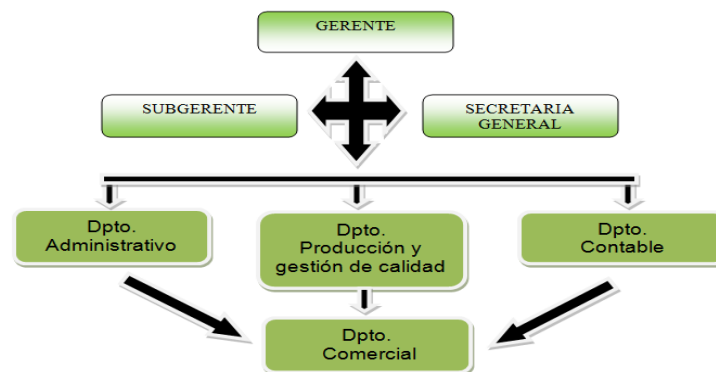 GERENTE
SUBGERENTE
SECRETARIA
GENERAL
Dpto.
Administrativo
Dpto.
Producción y
gestión de calidad
Dpto.
Contable
Dpto.
Comercial